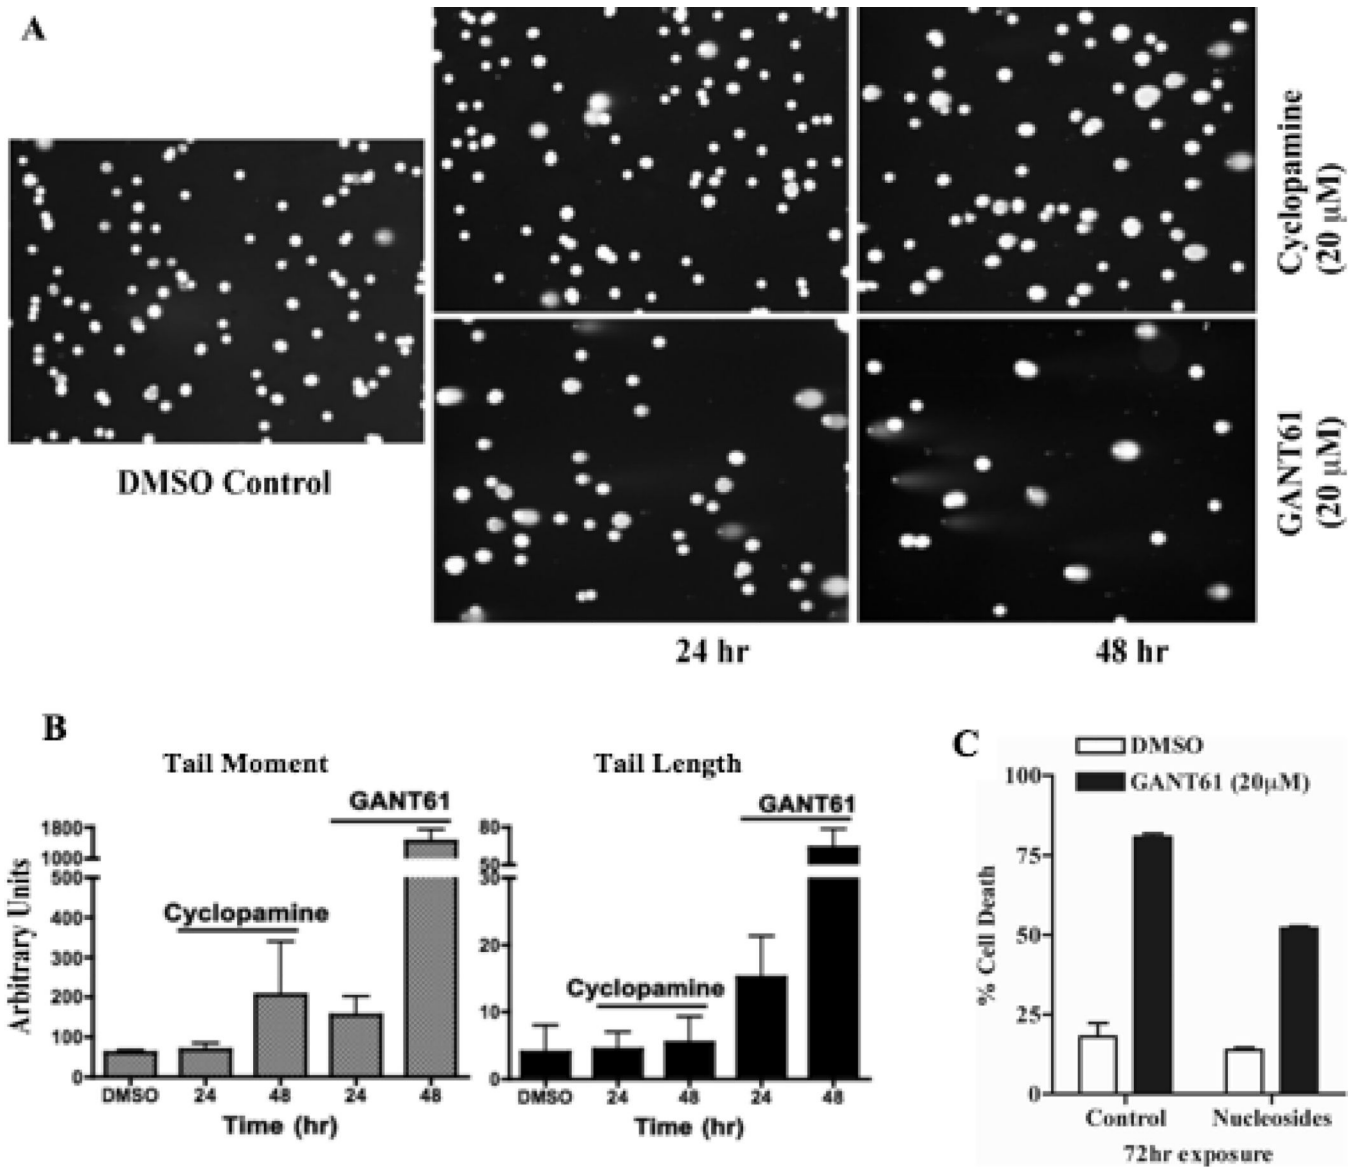 A
Cyclopamine
(20 μM)
GANT61
(20 μM)
DMSO Control
24 hr
48 hr
B
Tail Moment
GANT61
Arbitrary Units
1800
1000
500
400
300
200
100
0
Cyclopamine
DMSO
24
48
24
48
Time (hr)
Tail Length
GANT61
80
50
30
20
10
0
Cyclopamine
DMSO
24
48
24
48
Time (hr)
C
DMSO
GANT61 (20μM)
% Cell Death
100
75
50
25
0
Control
Nucleosides
72hr exposure